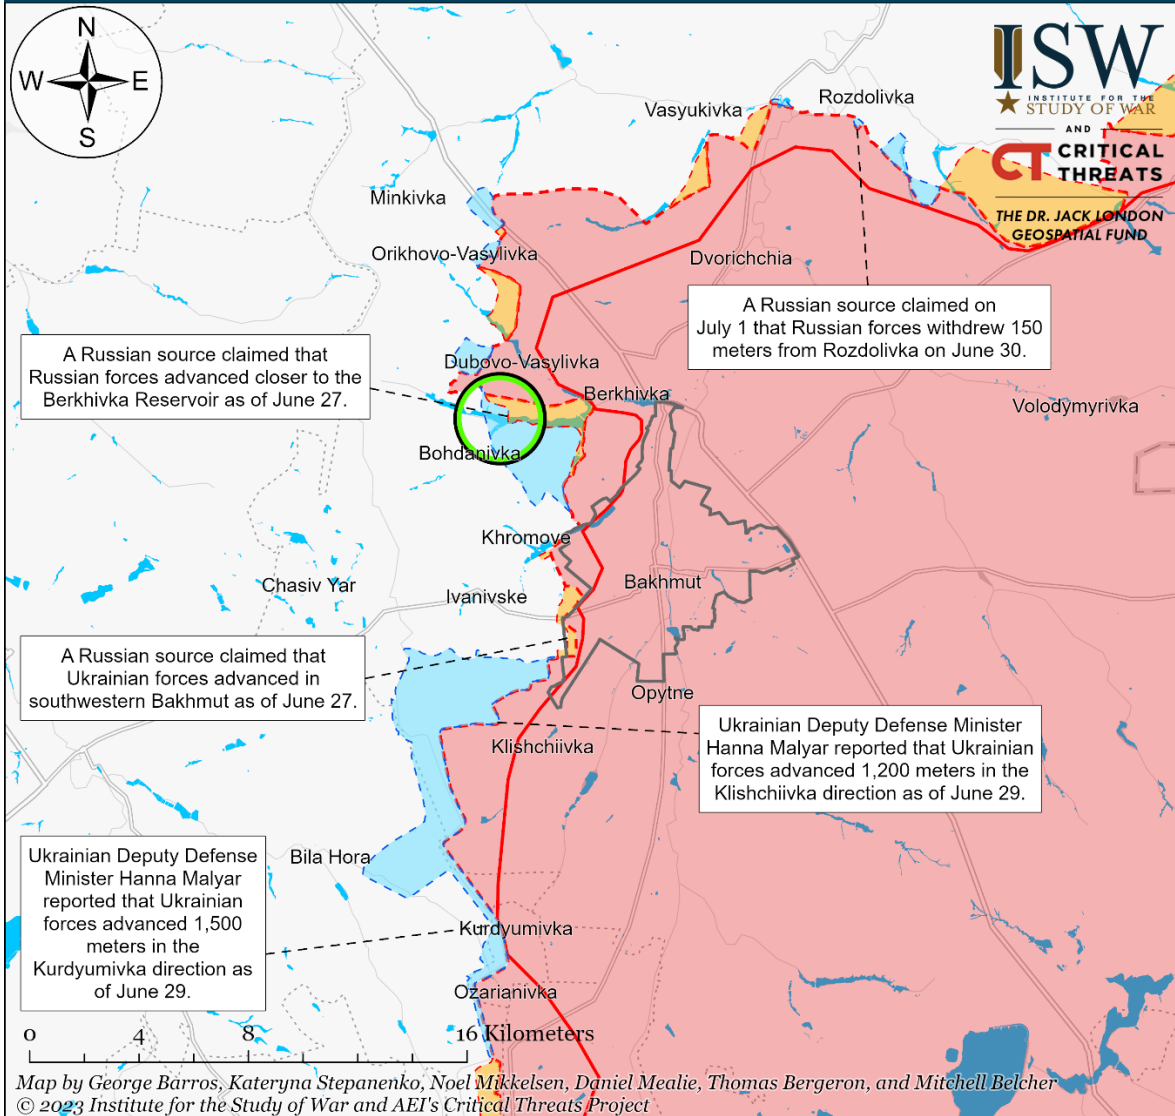 N
W
E
S
ISW
INSTITUTE FOR THE
STUDY OF WAR
AND
CT CRITICAL
THREATS
THE DR. JACK LONDON
GEOSPATIAL FUND
Rozdolivka
Vasyukivka
Minkivka
Orikhovo-Vasylivka
Dvorichchia
A Russian source claimed on
July 1 that Russian forces withdrew 150
meters from Rozdolivka on June 30.
A Russian source claimed that
Russian forces advanced closer to the
Berkhivka Reservoir as of June 27.
Dubovo-Vasylivka
Berkhivka
Volodymyrivka
Bohdanivka
Khromove
Chasiv Yar
Ivanivske
Bakhmut
A Russian source claimed that
Ukrainian forces advanced in
southwestern Bakhmut as of June 27.
Opytne
Klishchiivka
Ukrainian Deputy Defense Minister
Hanna Malyar reported that Ukrainian
forces advanced 1,200 meters in the
Klishchiivka direction as of June 29.
Bila Hora
Ukrainian Deputy Defense
Minister Hanna Malyar
reported that Ukrainian
forces advanced 1,500
meters in the
Kurdyumivka direction as
of June 29.
Kurdyumivka
Ozarianivka
0 4 8 16 Kilometers
Map by George Barros, Kateryna Stepanenko, Noel Mikkelsen, Daniel Mealie, Thomas Bergeron, and Mitchell Belcher
© 2023 Institute for the Study of War and AEI's Critical Threats Project